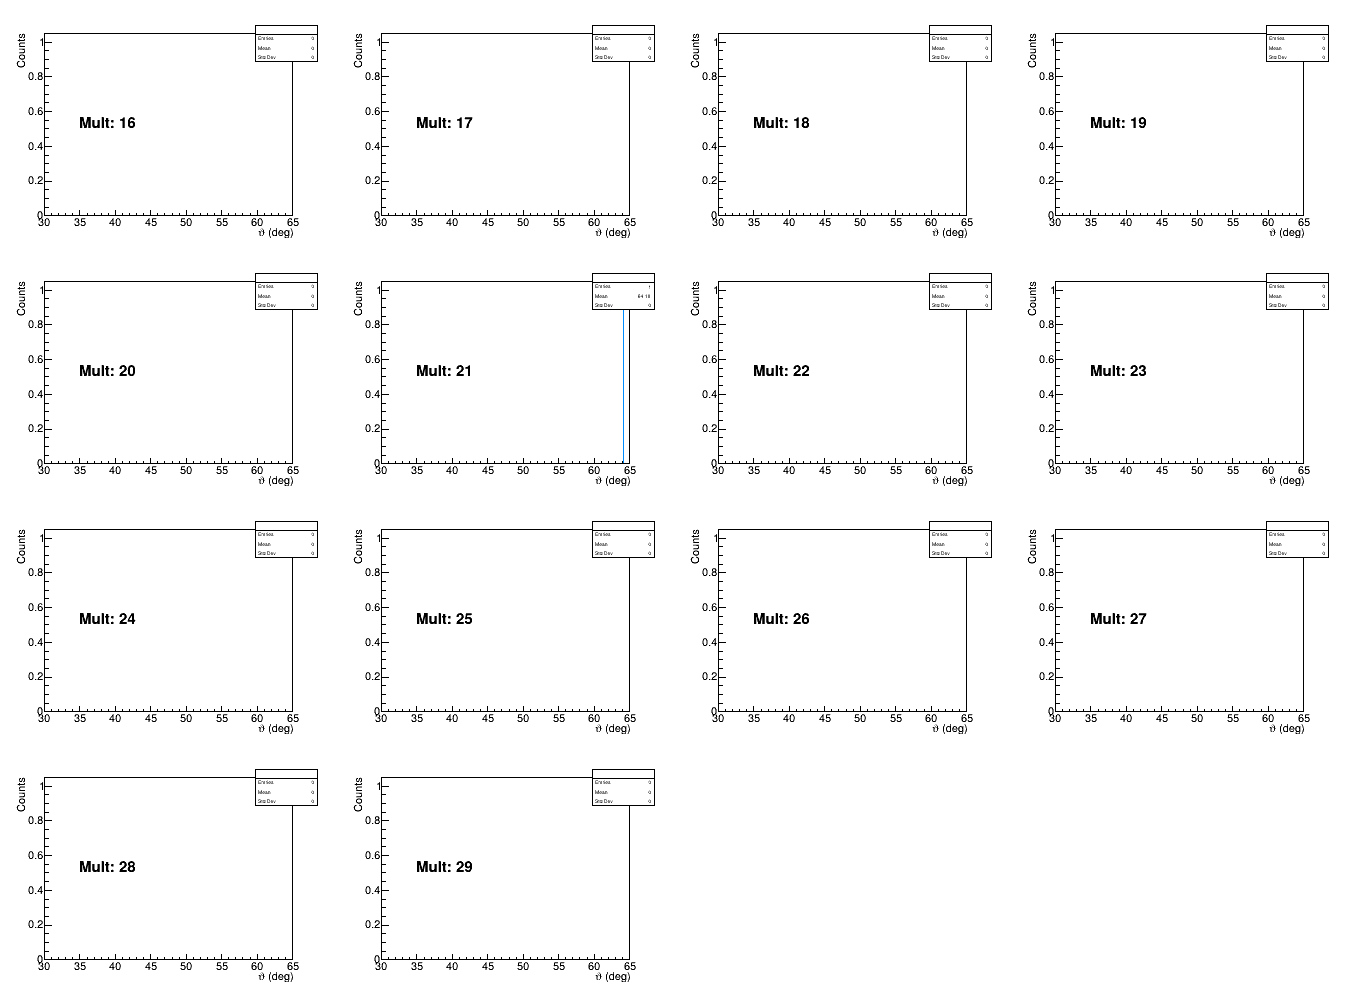 Counts
Entries 0
Mean 0
Std Dev 0
1
0.8
0.6
Mult: 16
0.4
0.2
0
30 35 40 45 50 55 60 65
ϑ (deg)
Counts
Entries 0
Mean 0
Std Dev 0
1
0.8
0.6
Mult: 17
0.4
0.2
0
30 35 40 45 50 55 60 65
ϑ (deg)
Counts
Entries 0
Mean 0
Std Dev 0
1
0.8
0.6
Mult: 18
0.4
0.2
0
30 35 40 45 50 55 60 65
ϑ (deg)
Counts
Entries 0
Mean 0
Std Dev 0
1
0.8
0.6
Mult: 19
0.4
0.2
0
30 35 40 45 50 55 60 65
ϑ (deg)
Counts
Entries 0
Mean 0
Std Dev 0
1
0.8
0.6
Mult: 20
0.4
0.2
0
30 35 40 45 50 55 60 65
ϑ (deg)
Counts
Entries 1
Mean
Std Dev 0
1
0.8
0.6
Mult: 21
0.4
0.2
0
30 35 40 45 50 55 60 65
ϑ (deg)
Counts
Entries 0
Mean 0
Std Dev 0
1
0.8
0.6
Mult: 22
0.4
0.2
0
30 35 40 45 50 55 60 65
ϑ (deg)
Counts
Entries 0
Mean 0
Std Dev 0
1
0.8
0.6
Mult: 23
0.4
0.2
0
30 35 40 45 50 55 60 65
ϑ (deg)
Counts
Entries 0
Mean 0
Std Dev 0
1
0.8
0.6
Mult: 24
0.4
0.2
0
30 35 40 45 50 55 60 65
ϑ (deg)
Counts
Entries 0
Mean 0
Std Dev 0
1
0.8
0.6
Mult: 25
0.4
0.2
0
30 35 40 45 50 55 60 65
ϑ (deg)
Counts
Entries 0
Mean 0
Std Dev 0
1
0.8
0.6
Mult: 26
0.4
0.2
0
30 35 40 45 50 55 60 65
ϑ (deg)
Counts
Entries 0
Mean 0
Std Dev 0
1
0.8
0.6
Mult: 27
0.4
0.2
0
30 35 40 45 50 55 60 65
ϑ (deg)
Counts
Entries 0
Mean 0
Std Dev 0
1
0.8
0.6
Mult: 28
0.4
0.2
0
30 35 40 45 50 55 60 65
ϑ (deg)
Counts
Entries 0
Mean 0
Std Dev 0
1
0.8
0.6
Mult: 29
0.4
0.2
0
30 35 40 45 50 55 60 65
ϑ (deg)